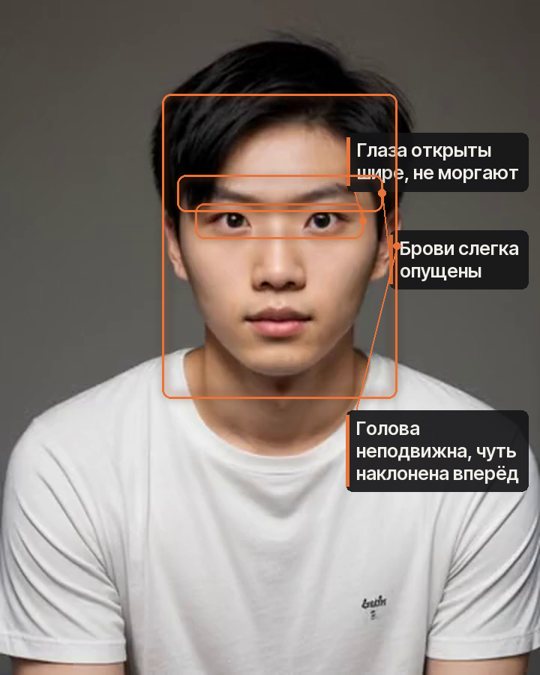 Глаза открыты
шире, не моргают
Брови слегка
опущены
Голова
неподвижна, чуть
наклонена вперёд